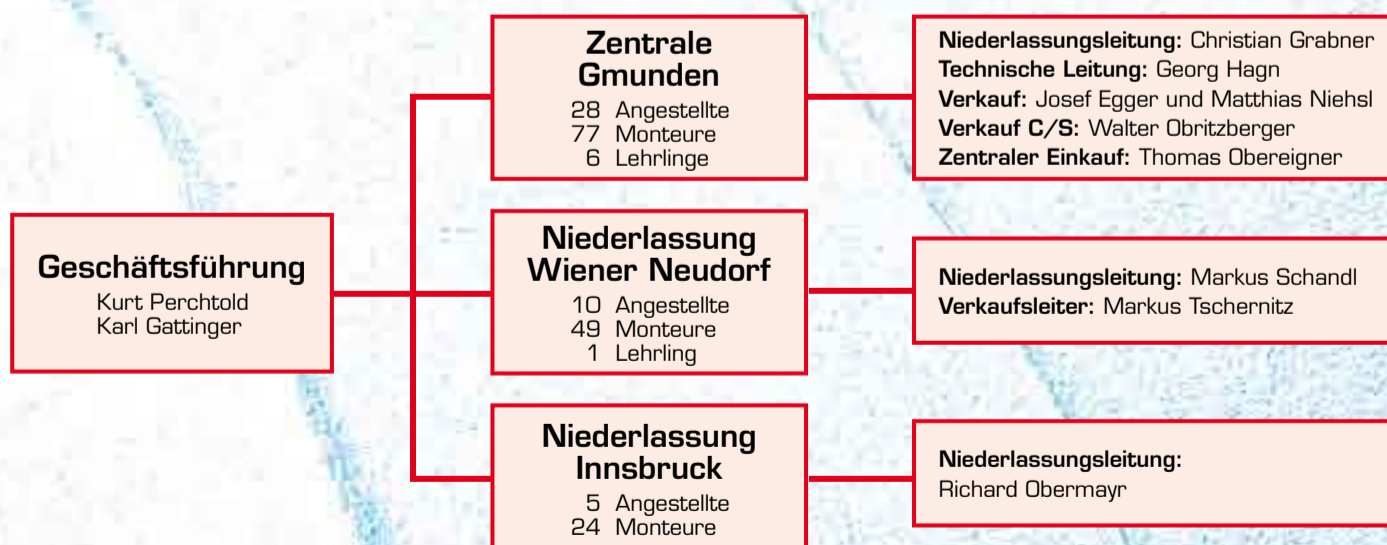 Geschäftsführung
Kurt Perchtold
Karl Gattinger
Zentrale
Gmunden
28 Angestellte
77 Monteure
6 Lehrlinge
Niederlassungsleitung: Christian Grabner
Technische Leitung: Georg Hagn
Verkauf: Josef Egger und Matthias Niehsl
Verkauf C/S: Walter Obritzberger
Zentraler Einkauf: Thomas Obereigner
Niederlassung
Wiener Neudorf
10 Angestellte
49 Monteure
1 Lehrling
Niederlassungsleitung: Markus Schandl
Verkaufsleiter: Markus Tschernitz
Niederlassung
Innsbruck
5 Angestellte
24 Monteure
Niederlassungsleitung:
Richard Obermayr